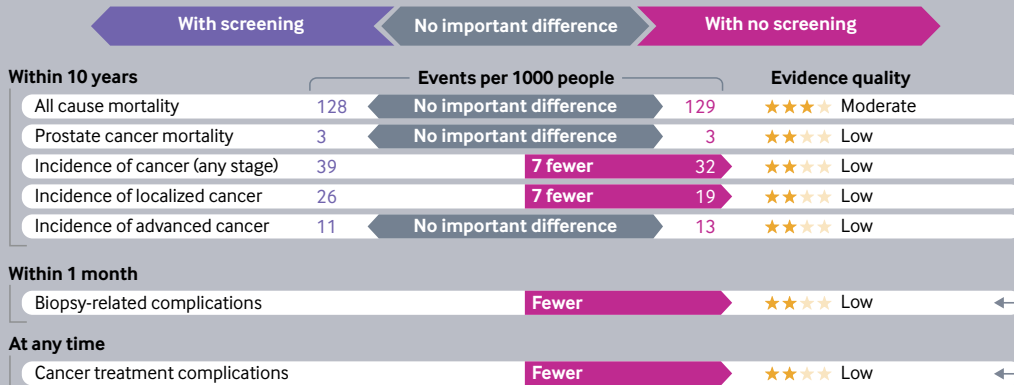 With screening No important difference With no screening
Within 10 years Events per 1000 people Evidence quality
All cause mortality 128 No important difference 129 Moderate
Prostate cancer mortality 3 No important difference 3 Low
Incidence of cancer (any stage) 39 7 fewer 32 Low
Incidence of localized cancer 26 7 fewer 19 Low
Incidence of advanced cancer 11 No important difference 13 Low
Within 1 month
Biopsy-related complications Fewer Low
At any time
Cancer treatment complications Fewer Low